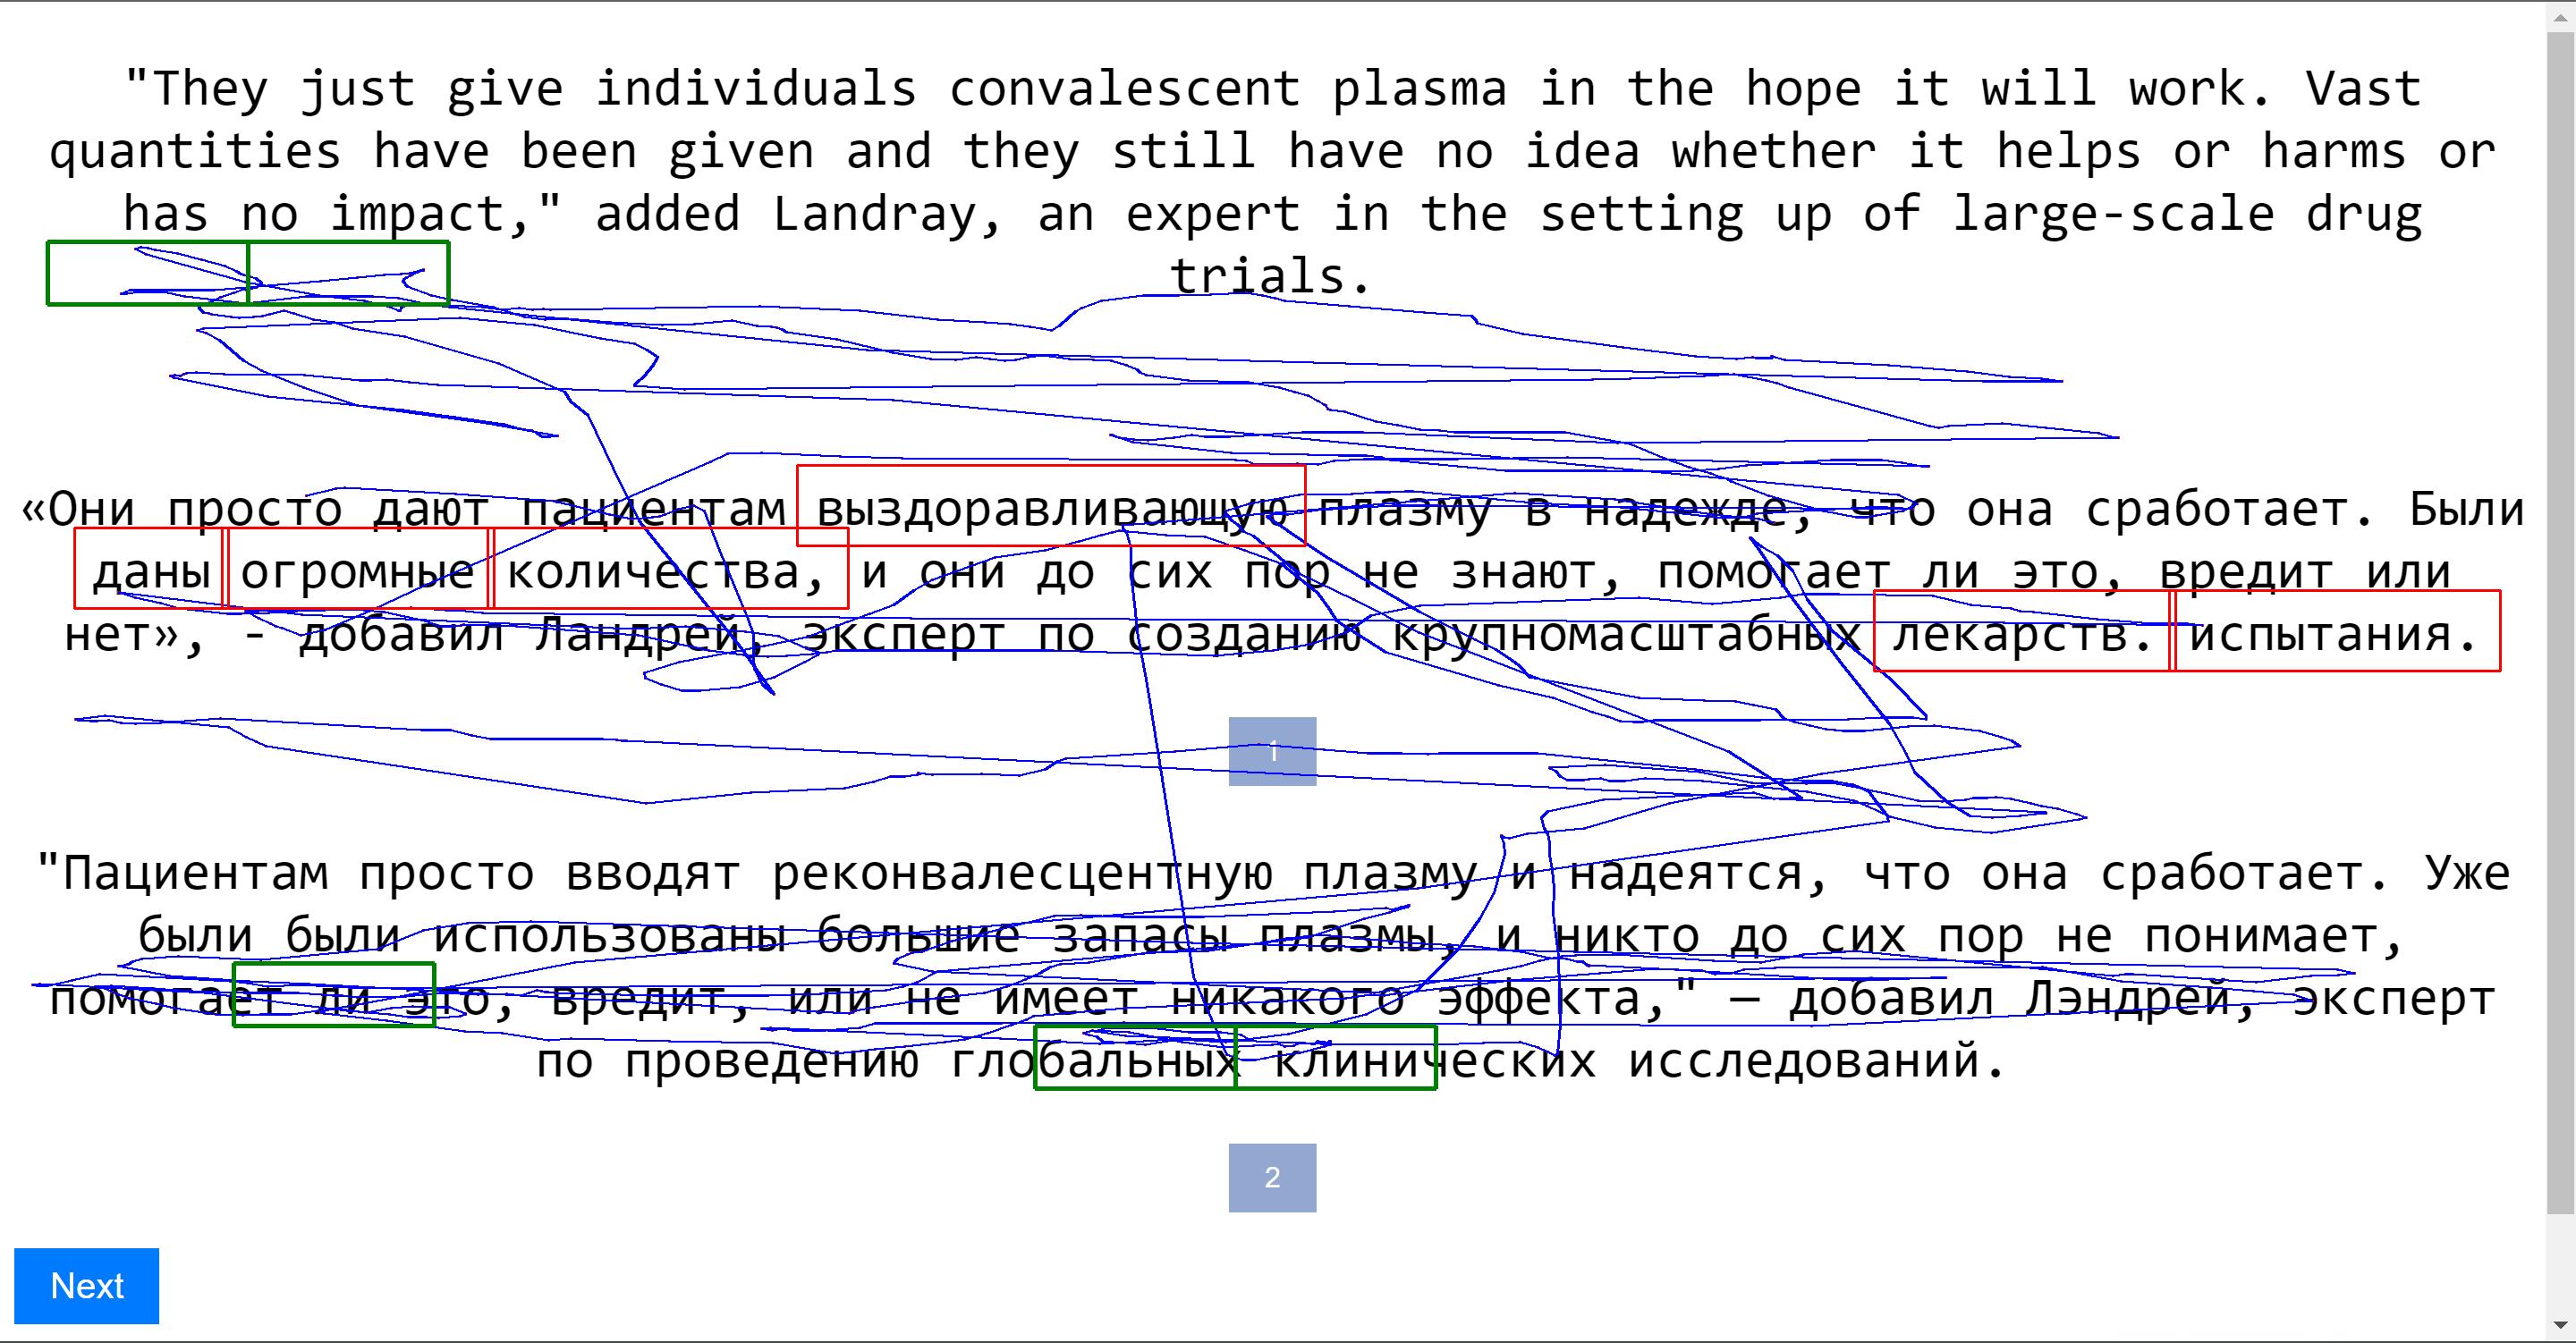 "They just give individuals convalescent plasma in the hope it will work. Vast
quantities have been given and they still have no idea whether it helps or harms or
has no impact," added Landray, an expert in the setting up of large-scale drug
trials.
«Они просто дают пациентам выздоравливающую плазму в надежде, что она сработает. Были
даны огромные количества, и они до сих пор не знают, помогает ли это, вредит или
нет», - добавил Ландрей, эксперт по созданию крупномасштабных лекарств. испытания.
1
"Пациентам просто вводят реконвалесцентную плазму и надеятся, что она сработает. Уже
были были использованы большие запасы плазмы, и никто до сих пор не понимает,
помогает ли это, вредит, или не имеет никакого эффекта," — добавил Лэндрей, эксперт
по проведению глобальных клинических исследований.
2
Next